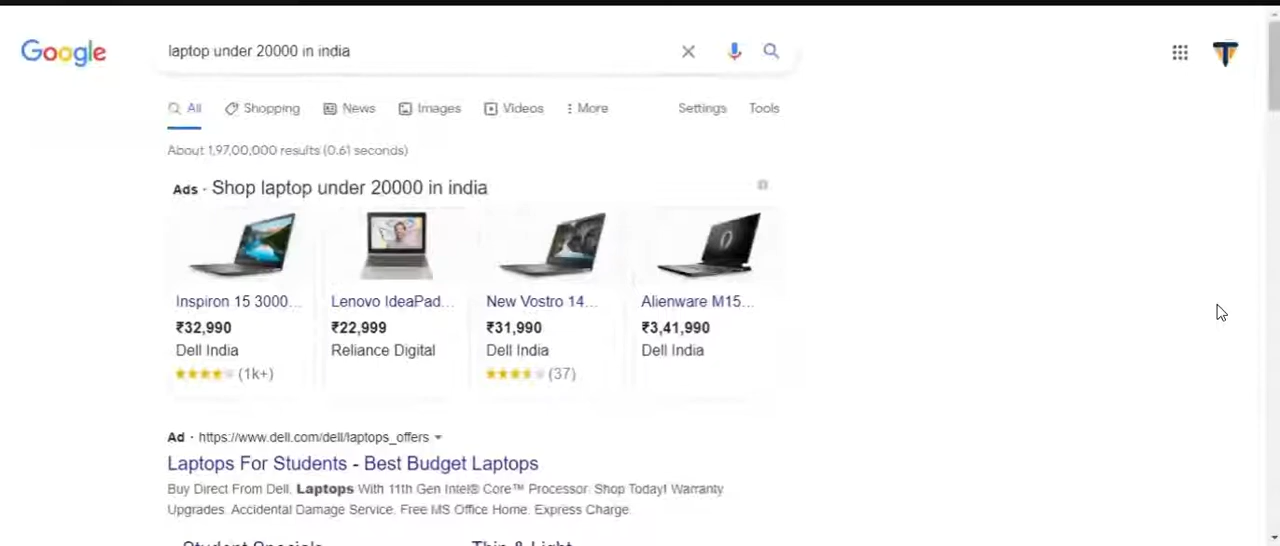 Google
laptop under 20000 in india
All Shopping News Images Videos More Settings Tools
About 1,97,00,000 results (0.61 seconds)
Ads · Shop laptop under 20000 in india
Inspiron 15 3000... Lenovo IdeaPad... New Vostro 14... Alienware M15...
₹32,990 ₹22,999 ₹31,990 ₹3,41,990
Dell India Reliance Digital Dell India Dell India
(1k+) (37)
Ad · https://www.dell.com/dell/laptops_offers
Laptops For Students - Best Budget Laptops
Buy Direct From Dell. Laptops With 11th Gen Intel® Core™ Processor. Shop Today! Warranty
Upgrades. Accidental Damage Service. Free MS Office Home. Express Charge.
Student Specials Thin & Light